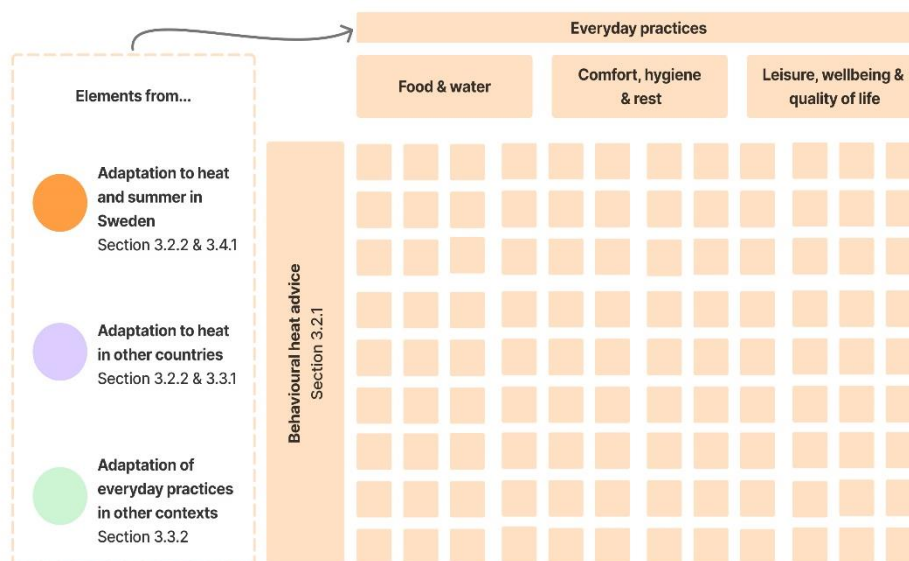 Everyday practices
Elements from...
Food & water
Comfort, hygiene
& rest
Leisure, wellbeing &
quality of life
Adaptation to heat
and summer in
Sweden
Section 3.2.2 & 3.4.1
Adaptation to heat
in other countries
Section 3.2.2 & 3.3.1
Adaptation of
everyday practices
in other contexts
Section 3.3.2
Behavioural heat advice
Section 3.2.1